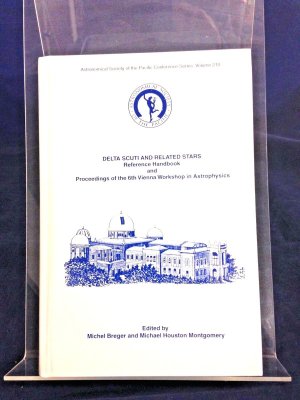 Astronomical Society of the Pacific Conference Series, Volume 210
DELTA SCUTI AND RELATED STARS
Reference Handbook
and
Proceedings of the 6th Vienna Workshop in Astrophysics
Edited by
Michel Breger and Michael Houston Montgomery